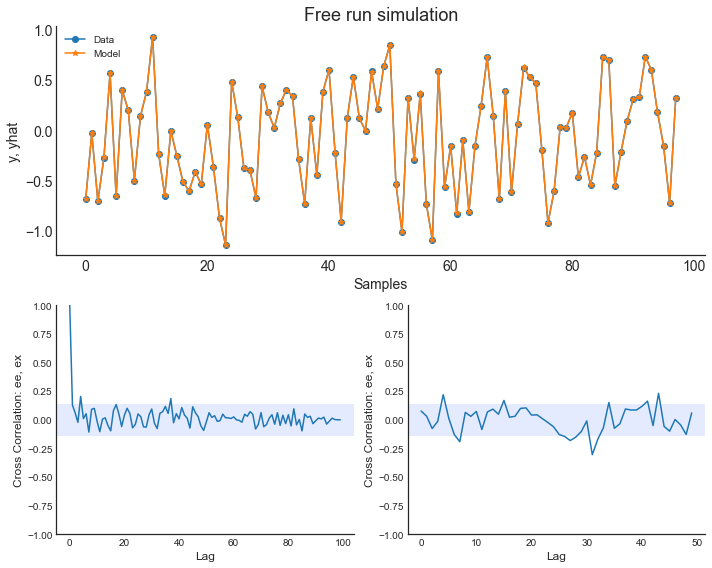 Free run simulation
Data
Model
y, yhat
1.0
0.5
0.0
−0.5
−1.0
0 20 40 60 80 100
Samples
Cross Correlation: ee, ex
1.00
0.75
0.50
0.25
0.00
−0.25
−0.50
−0.75
−1.00
0 20 40 60 80 100
Lag
Cross Correlation: ee, ex
1.00
0.75
0.50
0.25
0.00
−0.25
−0.50
−0.75
−1.00
0 10 20 30 40 50
Lag